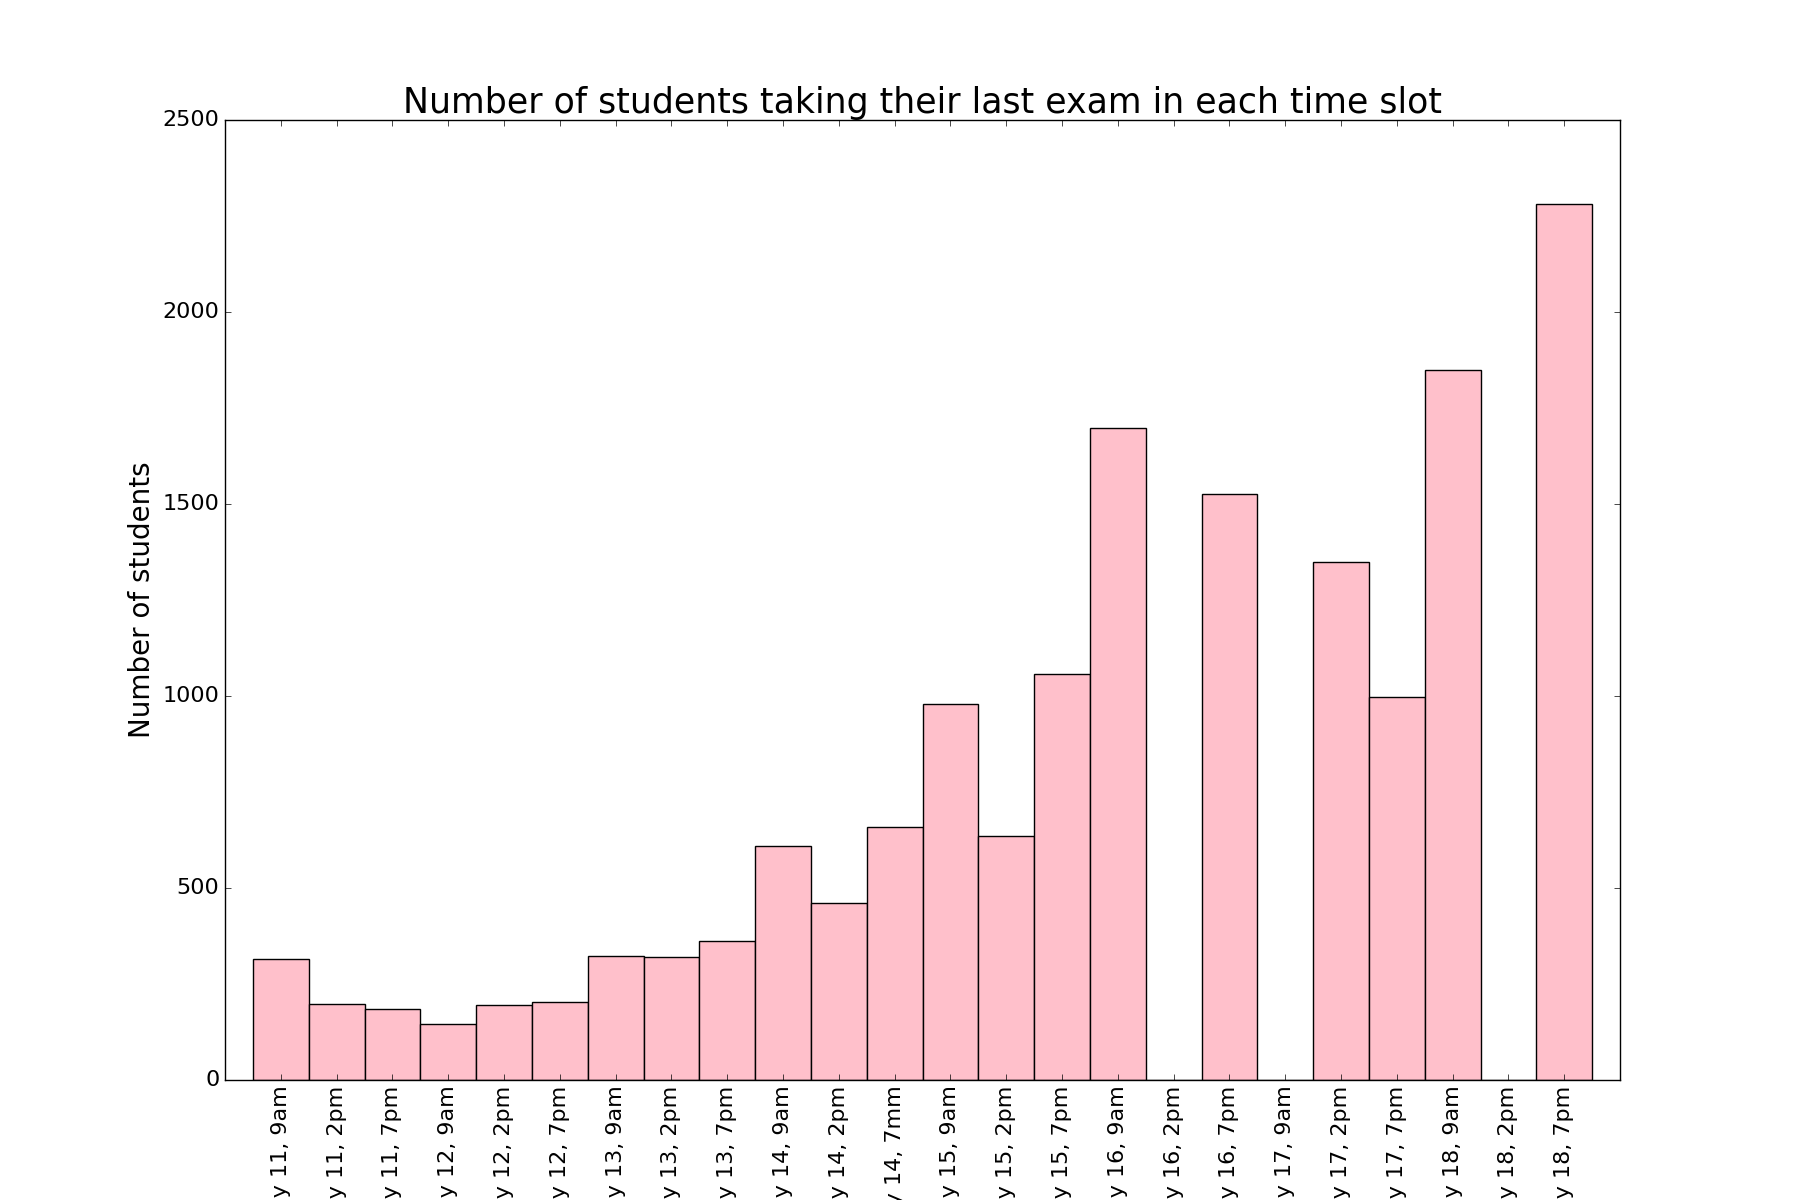 Number of students taking their last exam in each time slot
Number of students
2500
2000
1500
1000
500
0
y 11, 9am
y 11, 2pm
y 11, 7pm
y 12, 9am
y 12, 2pm
y 12, 7pm
y 13, 9am
y 13, 2pm
y 13, 7pm
y 14, 9am
y 14, 2pm
y 14, 7mm
y 15, 9am
y 15, 2pm
y 15, 7pm
y 16, 9am
y 16, 2pm
y 16, 7pm
y 17, 9am
y 17, 2pm
y 17, 7pm
y 18, 9am
y 18, 2pm
y 18, 7pm